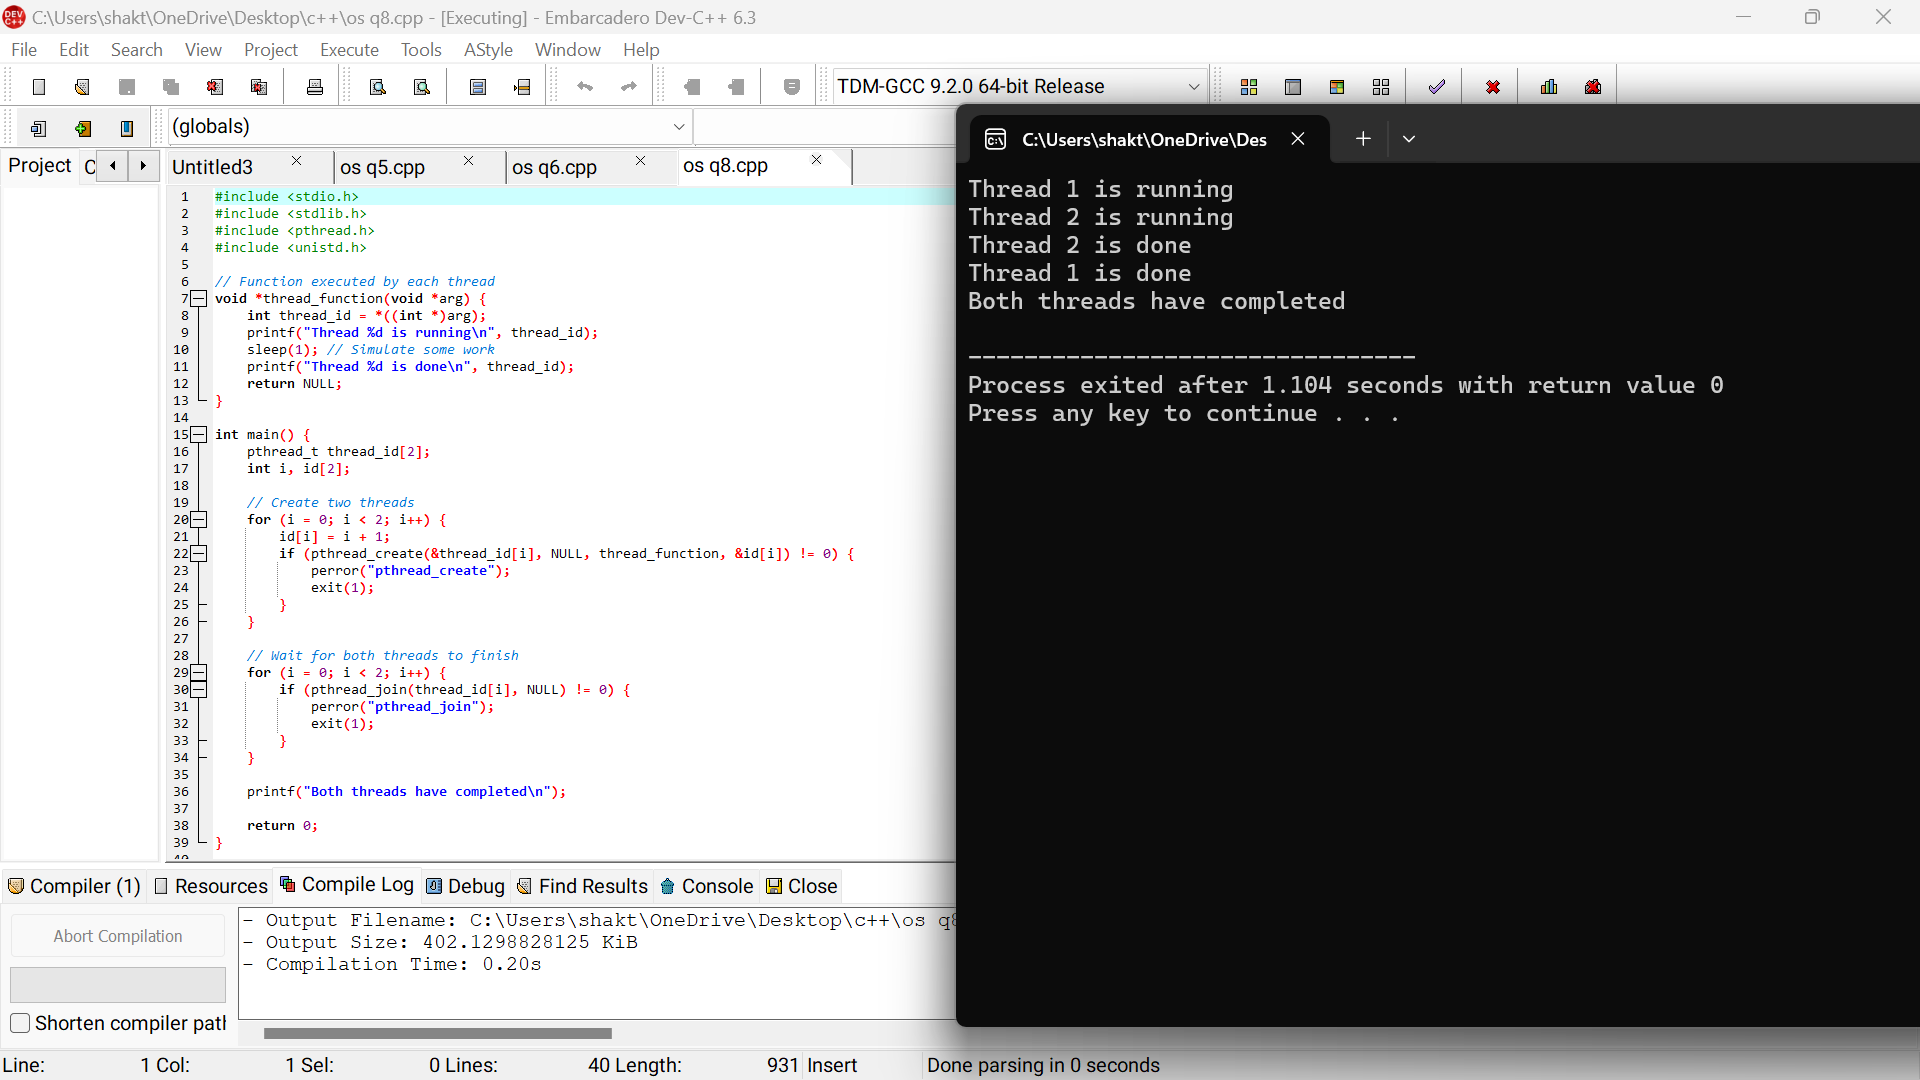 C:\Users\shakt\OneDrive\Desktop\c++\os q8.cpp - [Executing] - Embarcadero Dev-C++ 6.3
File Edit Search View Project Execute Tools AStyle Window Help
TDM-GCC 9.2.0 64-bit Release
(globals)
Project C
Untitled3 os q5.cpp os q6.cpp os q8.cpp
1 #include <stdio.h>
2 #include <stdlib.h>
3 #include <pthread.h>
4 #include <unistd.h>
5
6 // Function executed by each thread
7 void *thread_function(void *arg) {
8 int thread_id = *((int *)arg);
9 printf("Thread %d is running\n", thread_id);
10 sleep(1); // Simulate some work
11 printf("Thread %d is done\n", thread_id);
12 return NULL;
13 }
14
15 int main() {
16 pthread_t thread_id[2];
17 int i, id[2];
18
19 // Create two threads
20 for (i = 0; i < 2; i++) {
21 id[i] = i + 1;
22 if (pthread_create(&thread_id[i], NULL, thread_function, &id[i]) != 0) {
23 perror("pthread_create");
24 exit(1);
25 }
26 }
27
28 // Wait for both threads to finish
29 for (i = 0; i < 2; i++) {
30 if (pthread_join(thread_id[i], NULL) != 0) {
31 perror("pthread_join");
32 exit(1);
33 }
34 }
35
36 printf("Both threads have completed\n");
37
38 return 0;
39 }
40
C:\Users\shakt\OneDrive\Des
Thread 1 is running
Thread 2 is running
Thread 2 is done
Thread 1 is done
Both threads have completed
--------------------------------
Process exited after 1.104 seconds with return value 0
Press any key to continue . . .
Compiler (1) Resources Compile Log Debug Find Results Console Close
Abort Compilation
Shorten compiler path
- Output Filename: C:\Users\shakt\OneDrive\Desktop\c++\os q8
- Output Size: 402.1298828125 KiB
- Compilation Time: 0.20s
Line: 1 Col: 1 Sel: 0 Lines: 40 Length: 931 Insert Done parsing in 0 seconds